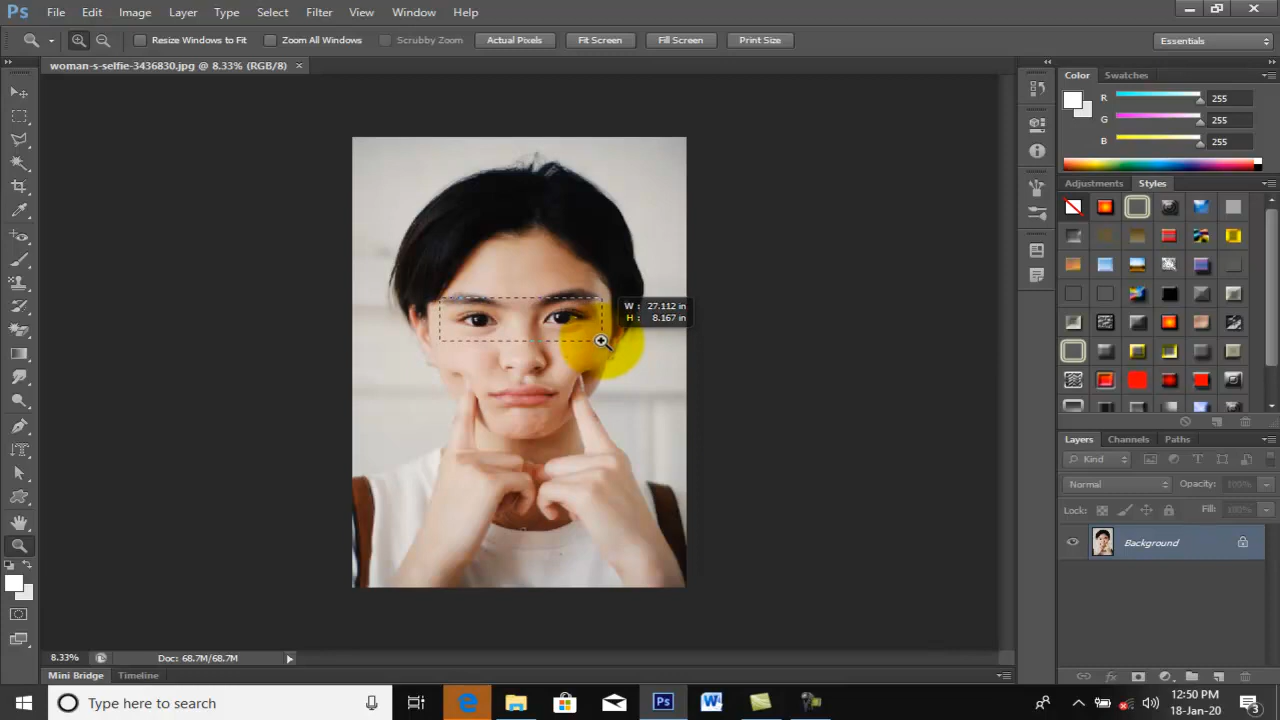 Ps File Edit Image Layer Type Select Filter View Window Help
Resize Windows to Fit Zoom All Windows Scrubby Zoom Actual Pixels Fit Screen Fill Screen Print Size Essentials
woman-s-selfie-3436830.jpg @ 8.33% (RGB/8)
Color Swatches
R 255
G 255
B 255
Adjustments Styles
W : 27.112 in
H : 8.167 in
Layers Channels Paths
Kind
Normal Opacity: 100%
Lock: Fill: 100%
Background
8.33% Doc: 68.7M/68.7M
Mini Bridge Timeline
Type here to search
12:50 PM
18-Jan-20
3